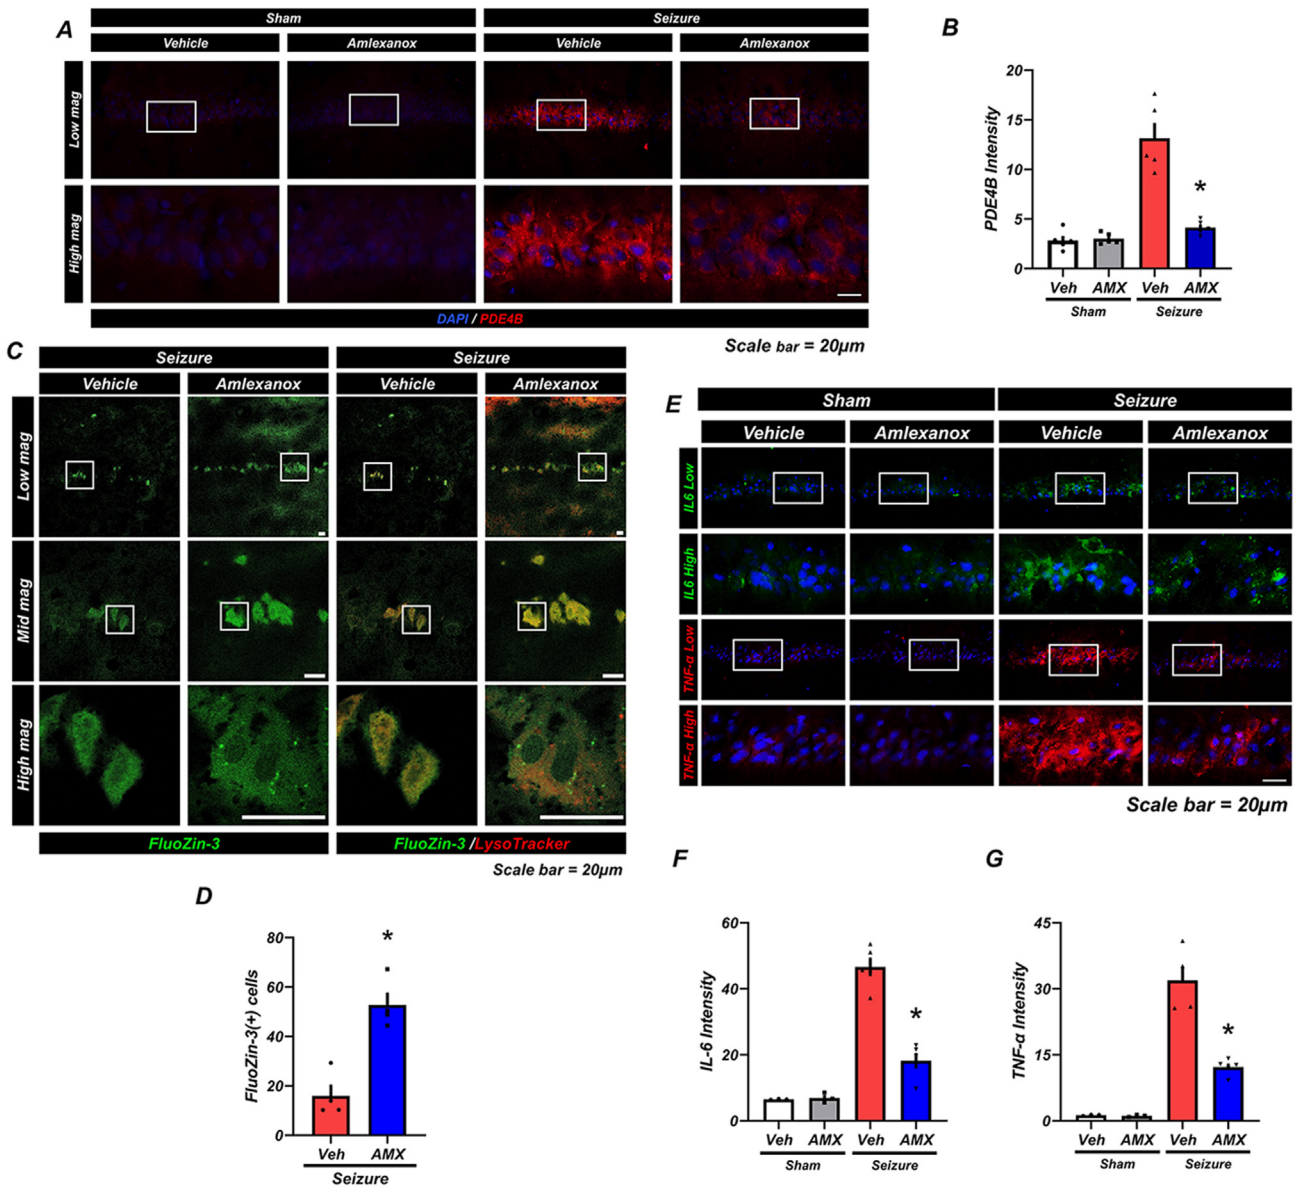 A
Sham Seizure
Vehicle Amlexanox Vehicle Amlexanox
Low mag
High mag
DAPI / PDE4B
Scale bar = 20μm
B
PDE4B Intensity
20
15
10
5
0
*
Veh AMX Veh AMX
Sham Seizure
C
Seizure Seizure
Vehicle Amlexanox Vehicle Amlexanox
Low mag
Mid mag
High mag
FluoZin-3 FluoZin-3 /LysoTracker
Scale bar = 20μm
D
FluoZin-3(+) cells
80
60
40
20
0
*
Veh AMX
Seizure
E
Sham Seizure
Vehicle Amlexanox Vehicle Amlexanox
IL6 Low
IL6 High
TNF-α Low
TNF-α High
Scale bar = 20μm
F
IL-6 Intensity
60
40
20
0
*
Veh AMX Veh AMX
Sham Seizure
G
TNF-α Intensity
45
30
15
0
*
Veh AMX Veh AMX
Sham Seizure